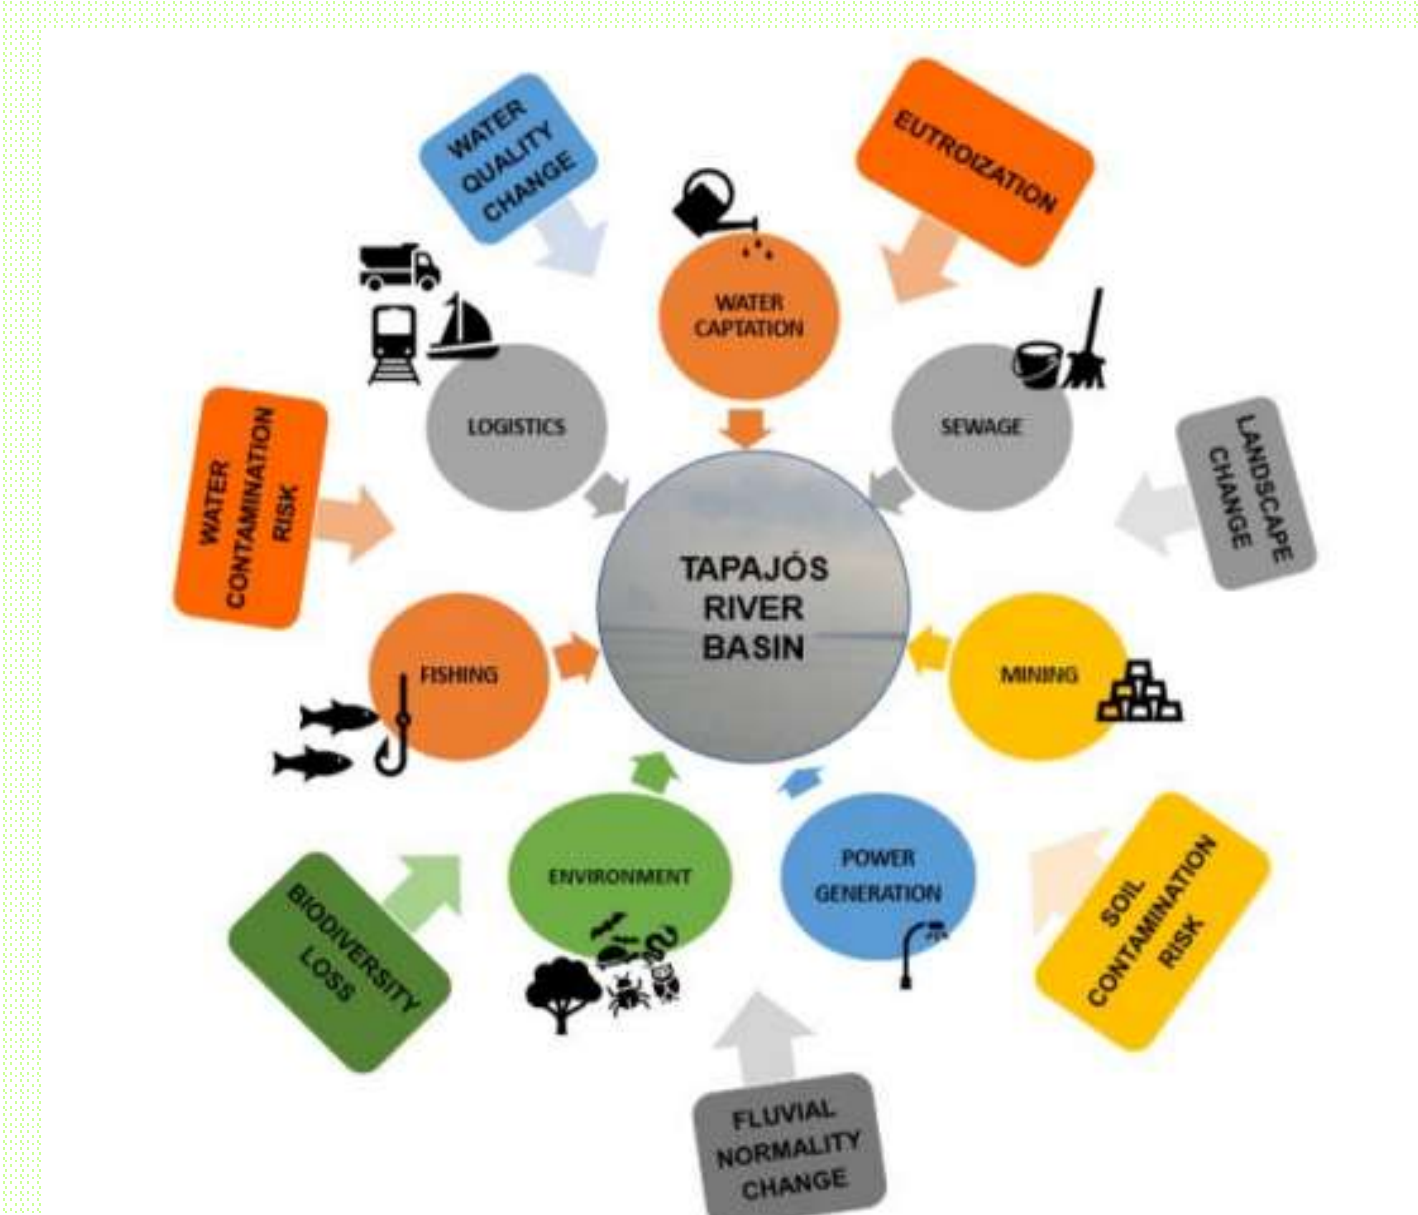 WATER
QUALITY
CHANGE
EUTROIZATION
WATER
CAPTATION
LOGISTICS
SEWAGE
WATER
CONTAMINATION
RISK
LANDSCAPE
CHANGE
TAPAJÓS
RIVER
BASIN
FISHING
MINING
ENVIRONMENT
POWER
GENERATION
BIODIVERSITY
LOSS
SOIL
CONTAMINATION
RISK
FLUVIAL
NORMALITY
CHANGE